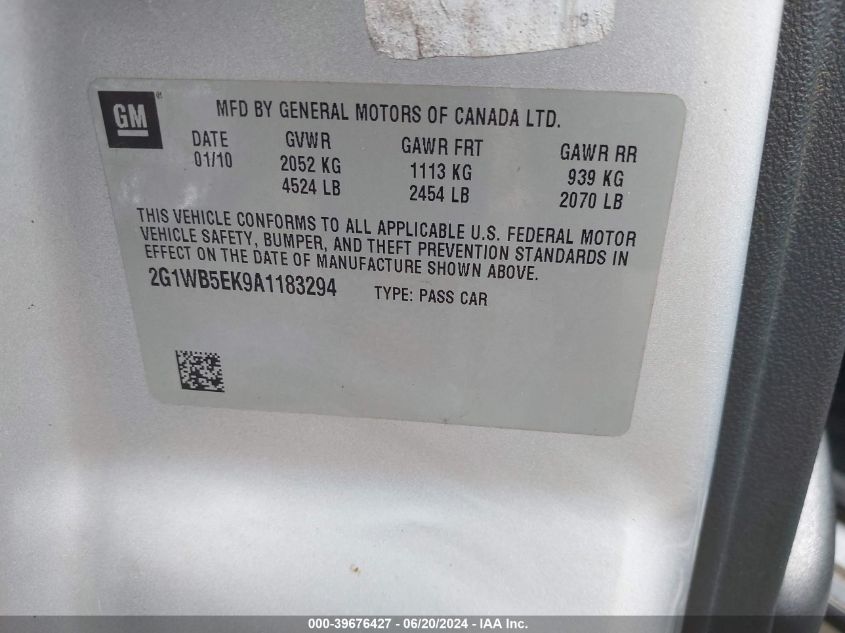 GM
MFD BY GENERAL MOTORS OF CANADA LTD.
DATE GVWR GAWR FRT GAWR RR
01/10 2052 KG 1113 KG 939 KG
4524 LB 2454 LB 2070 LB
THIS VEHICLE CONFORMS TO ALL APPLICABLE U.S. FEDERAL MOTOR
VEHICLE SAFETY, BUMPER, AND THEFT PREVENTION STANDARDS IN
EFFECT ON THE DATE OF MANUFACTURE SHOWN ABOVE.
2G1WB5EK9A1183294 TYPE: PASS CAR
000-39676427 - 06/20/2024 - IAA Inc.